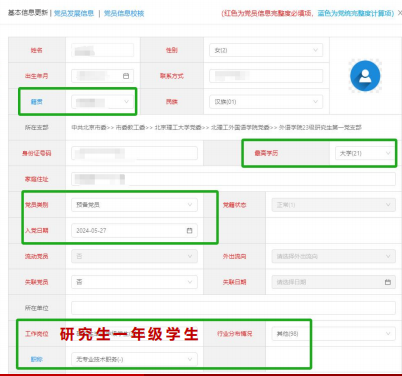 基本信息更新 | 党员发展信息 | 党员信息校核 (红色为党员信息完整度必填项、蓝色为党统完整度计算项) ×
姓名 性别 女(2)
出生年月 联系方式
籍贯 民族 汉族(01)
所在支部 中共北京市委>> 市委教工委>> 北京理工大学党委>> 北理工外国语学院党委>> 外语学院23级研究生第一党支部
身份证号码 最高学历 大学(21)
家庭住址
党员类别 预备党员 党籍状态 正常(1)
入党日期 2024-05-27
流动党员 否 外出流向 请选择外出流向
失联党员 否 失联日期 请选择日期
所在单位
工作岗位 研究生一年级学生 行业分布情况 其他(98)
职称 无专业技术职务(-)